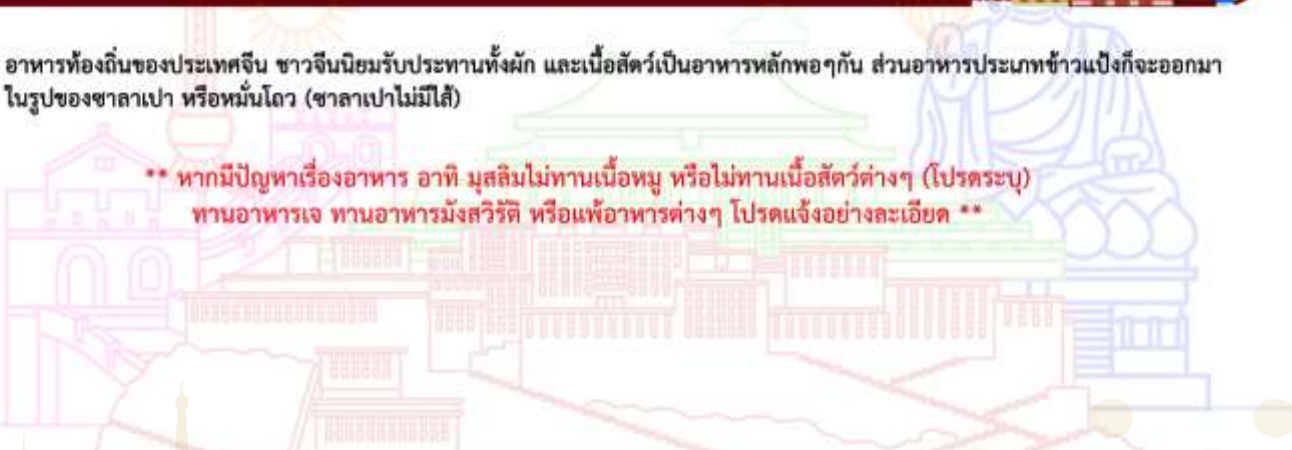 อาหารท้องถิ่นของประเทศจีน ชาวจีนนิยมรับประทานทั้งผัก และเนื้อสัตว์เป็นอาหารหลักพอๆกัน ส่วนอาหารประเภทข้าวแป้งก็จะออกมา
ในรูปของซาลาเปา หรือหมั่นโถว (ซาลาเปาไม่มีไส้)
** หากมีปัญหาเรื่องอาหาร อาทิ มุสลิมไม่ทานเนื้อหมู หรือไม่ทานเนื้อสัตว์ต่างๆ (โปรดระบุ)
ทานอาหารเจ ทานอาหารมังสวิรัติ หรือแพ้อาหารต่างๆ โปรดแจ้งอย่างละเอียด **